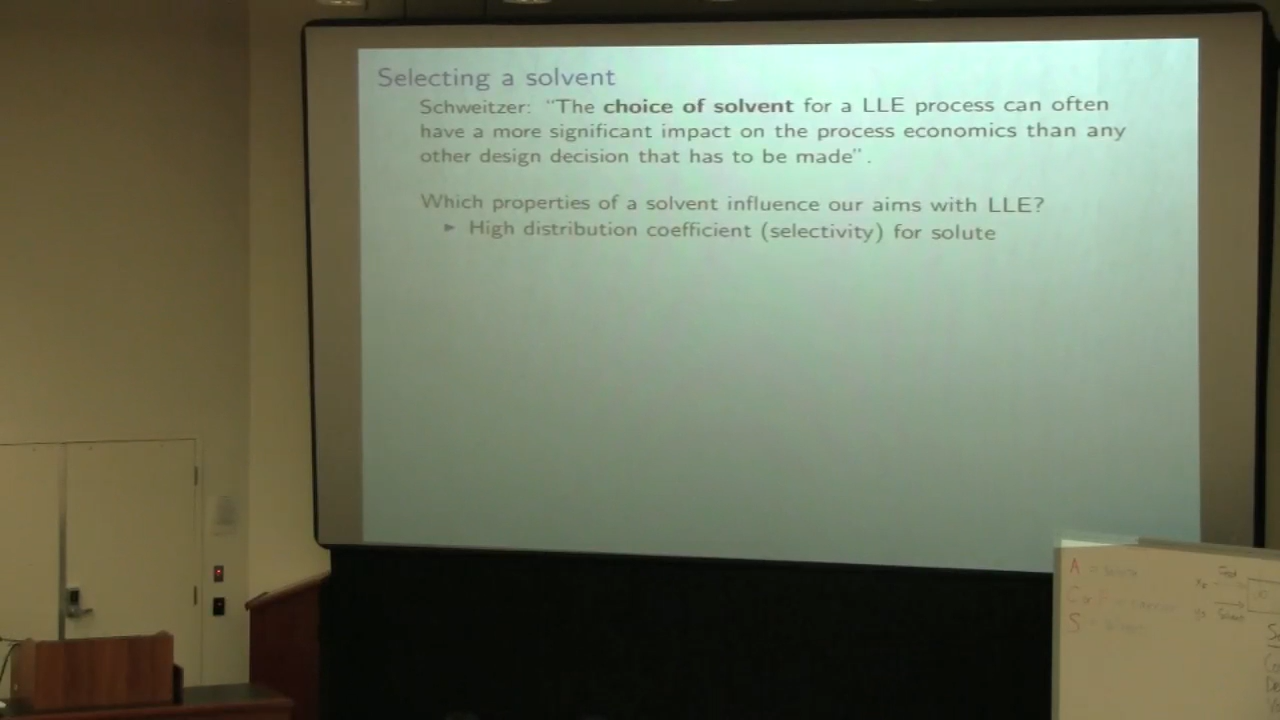 Selecting a solvent
Schweitzer: "The choice of solvent for a LLE process can often
have a more significant impact on the process economics than any
other design decision that has to be made".
Which properties of a solvent influence our aims with LLE?
► High distribution coefficient (selectivity) for solute
A =
C
S
Feed
Solvent